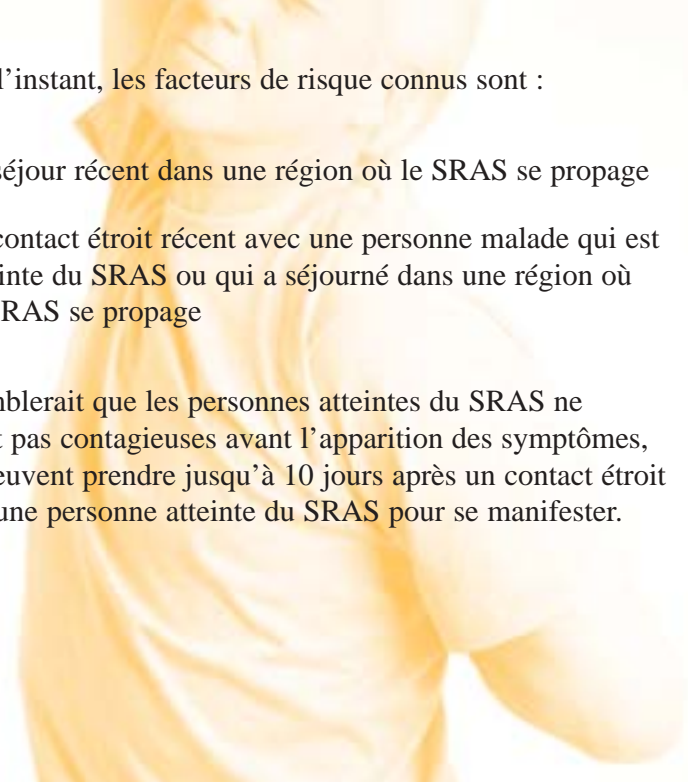 l’instant, les facteurs de risque connus sont :
séjour récent dans une région où le SRAS se propage
contact étroit récent avec une personne malade qui est
inte du SRAS ou qui a séjourné dans une région où
RAS se propage
blerait que les personnes atteintes du SRAS ne
t pas contagieuses avant l’apparition des symptômes,
euvent prendre jusqu’à 10 jours après un contact étroit
une personne atteinte du SRAS pour se manifester.